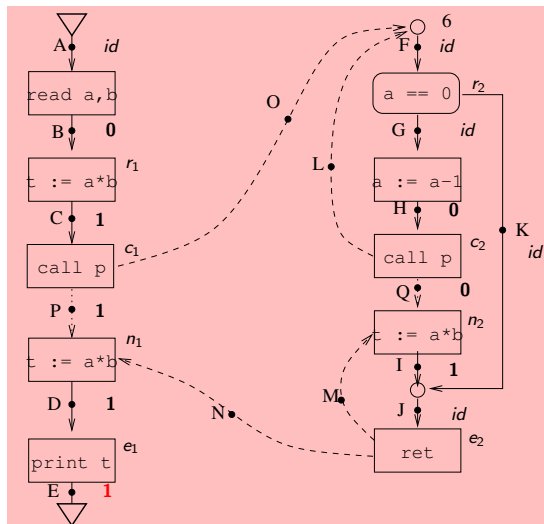 A id
read a,b
B 0
r1
t := a*b
C 1
c1
call p
P 1
n1
t := a*b
D 1
e1
print t
E 1
O
L
N
M
6
F id
r2
a == 0
G id
a := a-1
H 0
K
id
c2
call p
Q 0
n2
t := a*b
I 1
J id
e2
ret